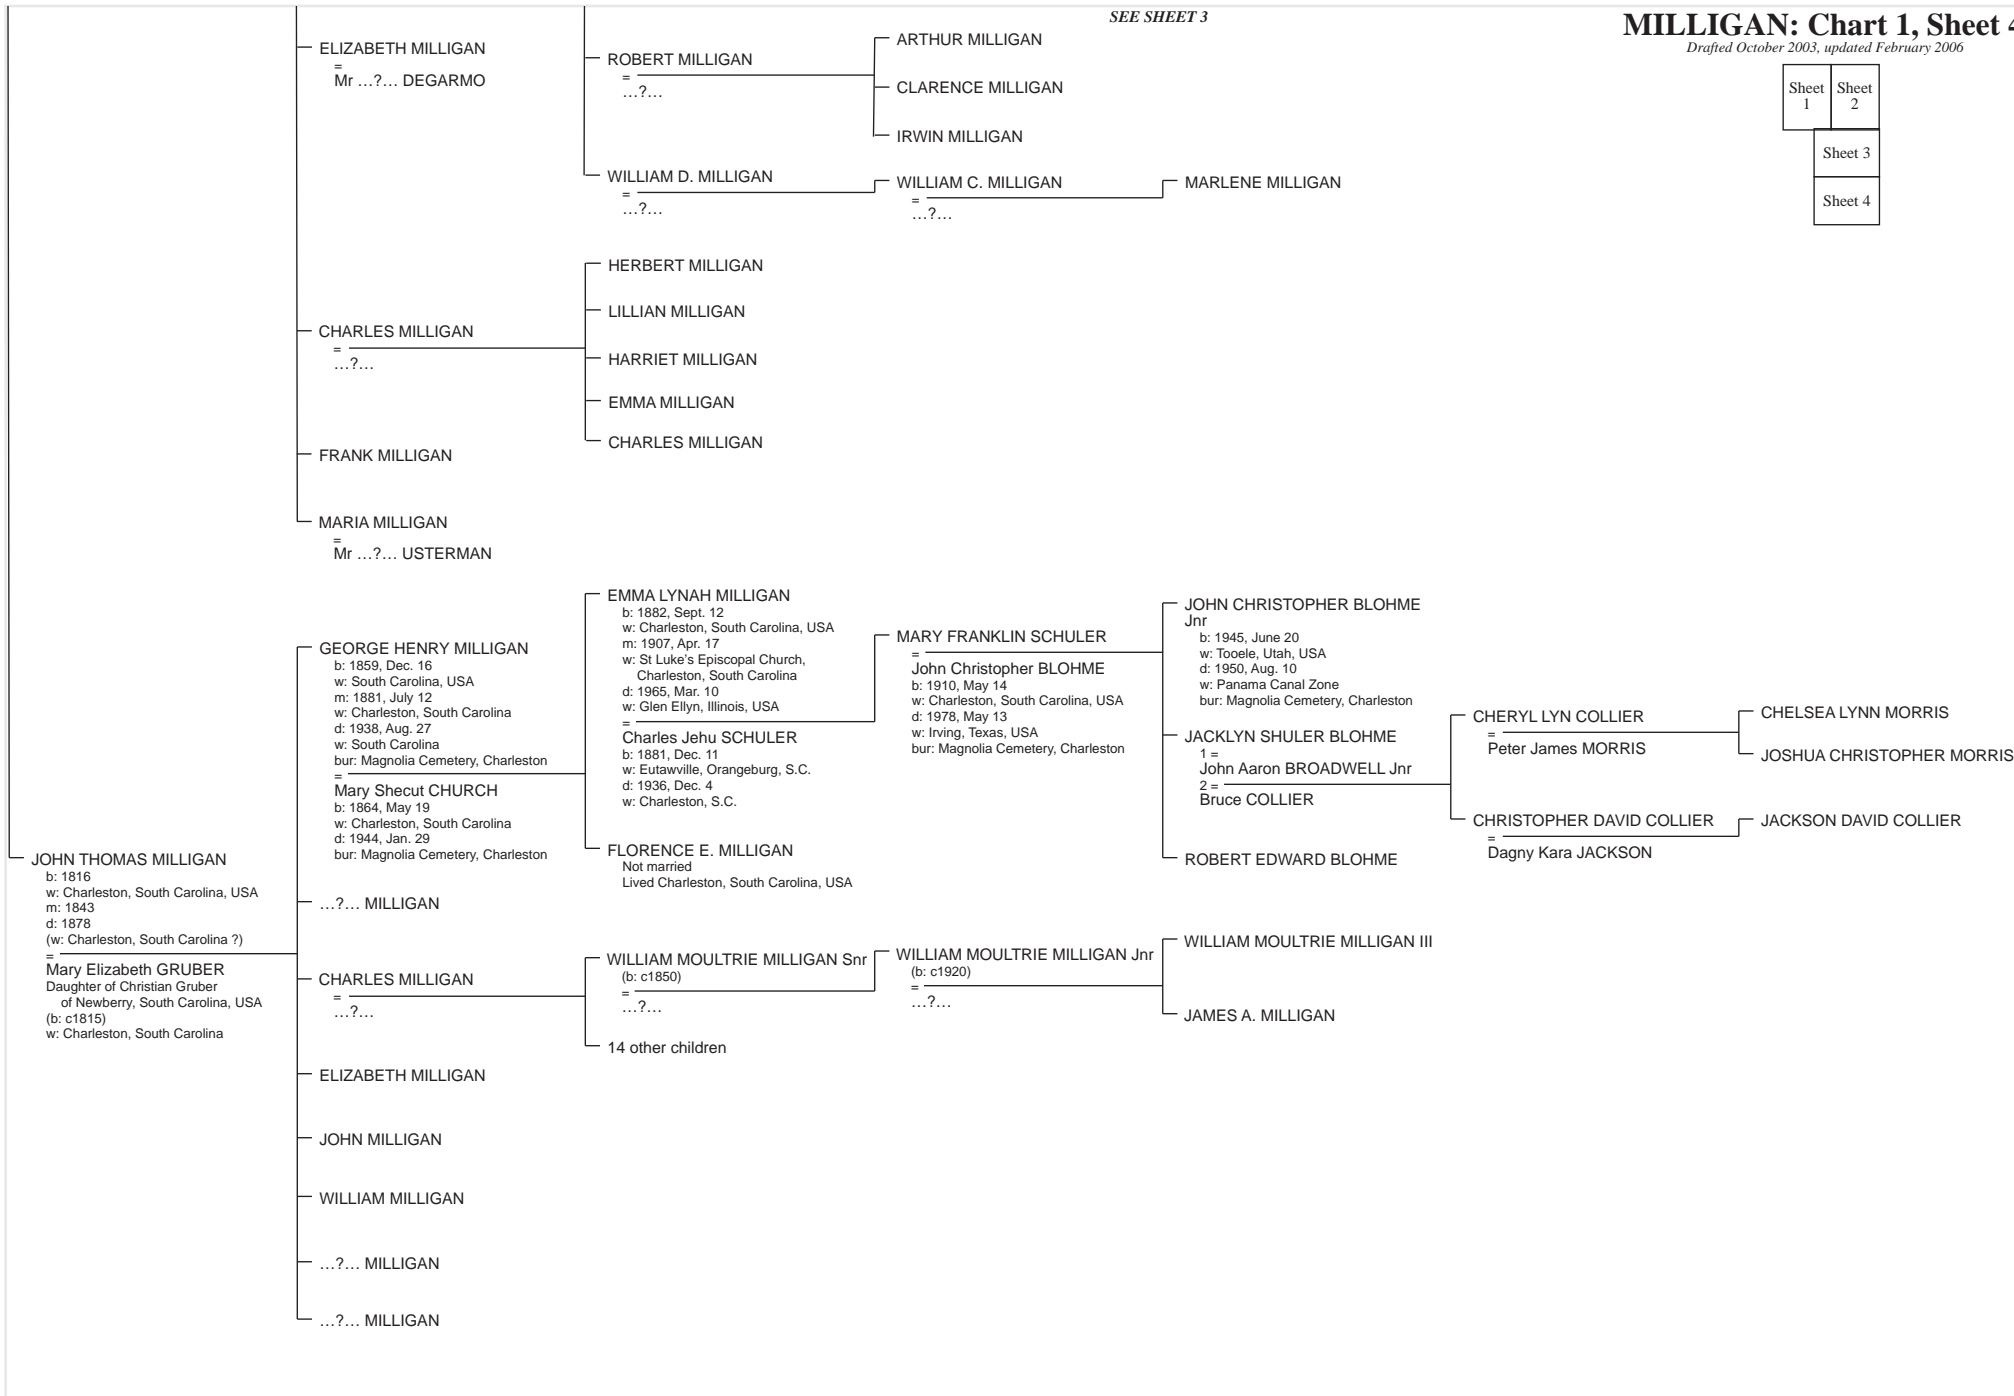 SEE SHEET 3
MILLIGAN: Chart 1, Sheet 4
Drafted October 2003, updated February 2006
Sheet 1
Sheet 2
Sheet 3
Sheet 4
ELIZABETH MILLIGAN
=
Mr …?… DEGARMO
ROBERT MILLIGAN
=
…?…
ARTHUR MILLIGAN
CLARENCE MILLIGAN
IRWIN MILLIGAN
WILLIAM D. MILLIGAN
=
…?…
WILLIAM C. MILLIGAN
=
…?…
MARLENE MILLIGAN
CHARLES MILLIGAN
=
…?…
HERBERT MILLIGAN
LILLIAN MILLIGAN
HARRIET MILLIGAN
EMMA MILLIGAN
CHARLES MILLIGAN
FRANK MILLIGAN
MARIA MILLIGAN
=
Mr …?… USTERMAN
JOHN THOMAS MILLIGAN
b: 1816
w: Charleston, South Carolina, USA
m: 1843
d: 1878
(w: Charleston, South Carolina ?)
=
Mary Elizabeth GRUBER
Daughter of Christian Gruber
of Newberry, South Carolina, USA
(b: c1815)
w: Charleston, South Carolina
GEORGE HENRY MILLIGAN
b: 1859, Dec. 16
w: South Carolina, USA
m: 1881, July 12
w: Charleston, South Carolina
d: 1938, Aug. 27
w: South Carolina
bur: Magnolia Cemetery, Charleston
=
Mary Shecut CHURCH
b: 1864, May 19
w: Charleston, South Carolina
d: 1944, Jan. 29
bur: Magnolia Cemetery, Charleston
EMMA LYNAH MILLIGAN
b: 1882, Sept. 12
w: Charleston, South Carolina, USA
m: 1907, Apr. 17
w: St Luke's Episcopal Church,
Charleston, South Carolina
d: 1965, Mar. 10
w: Glen Ellyn, Illinois, USA
=
Charles Jehu SCHULER
b: 1881, Dec. 11
w: Eutawville, Orangeburg, S.C.
d: 1936, Dec. 4
w: Charleston, S.C.
FLORENCE E. MILLIGAN
Not married
Lived Charleston, South Carolina, USA
MARY FRANKLIN SCHULER
=
John Christopher BLOHME
b: 1910, May 14
w: Charleston, South Carolina, USA
d: 1978, May 13
w: Irving, Texas, USA
bur: Magnolia Cemetery, Charleston
JOHN CHRISTOPHER BLOHME
Jnr
b: 1945, June 20
w: Tooele, Utah, USA
d: 1950, Aug. 10
w: Panama Canal Zone
bur: Magnolia Cemetery, Charleston
JACKLYN SHULER BLOHME
1 =
John Aaron BROADWELL Jnr
2 =
Bruce COLLIER
ROBERT EDWARD BLOHME
CHERYL LYN COLLIER
=
Peter James MORRIS
CHELSEA LYNN MORRIS
JOSHUA CHRISTOPHER MORRIS
CHRISTOPHER DAVID COLLIER
=
Dagny Kara JACKSON
JACKSON DAVID COLLIER
…?… MILLIGAN
CHARLES MILLIGAN
=
…?…
WILLIAM MOULTRIE MILLIGAN Snr
(b: c1850)
=
…?…
14 other children
WILLIAM MOULTRIE MILLIGAN Jnr
(b: c1920)
=
…?…
WILLIAM MOULTRIE MILLIGAN III
JAMES A. MILLIGAN
ELIZABETH MILLIGAN
JOHN MILLIGAN
WILLIAM MILLIGAN
…?… MILLIGAN
…?… MILLIGAN